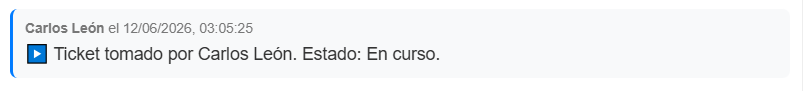 Carlos León el 12/06/2026, 03:05:25
▶️ Ticket tomado por Carlos León. Estado: En curso.